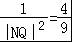 1/|NQ|² = 4/9